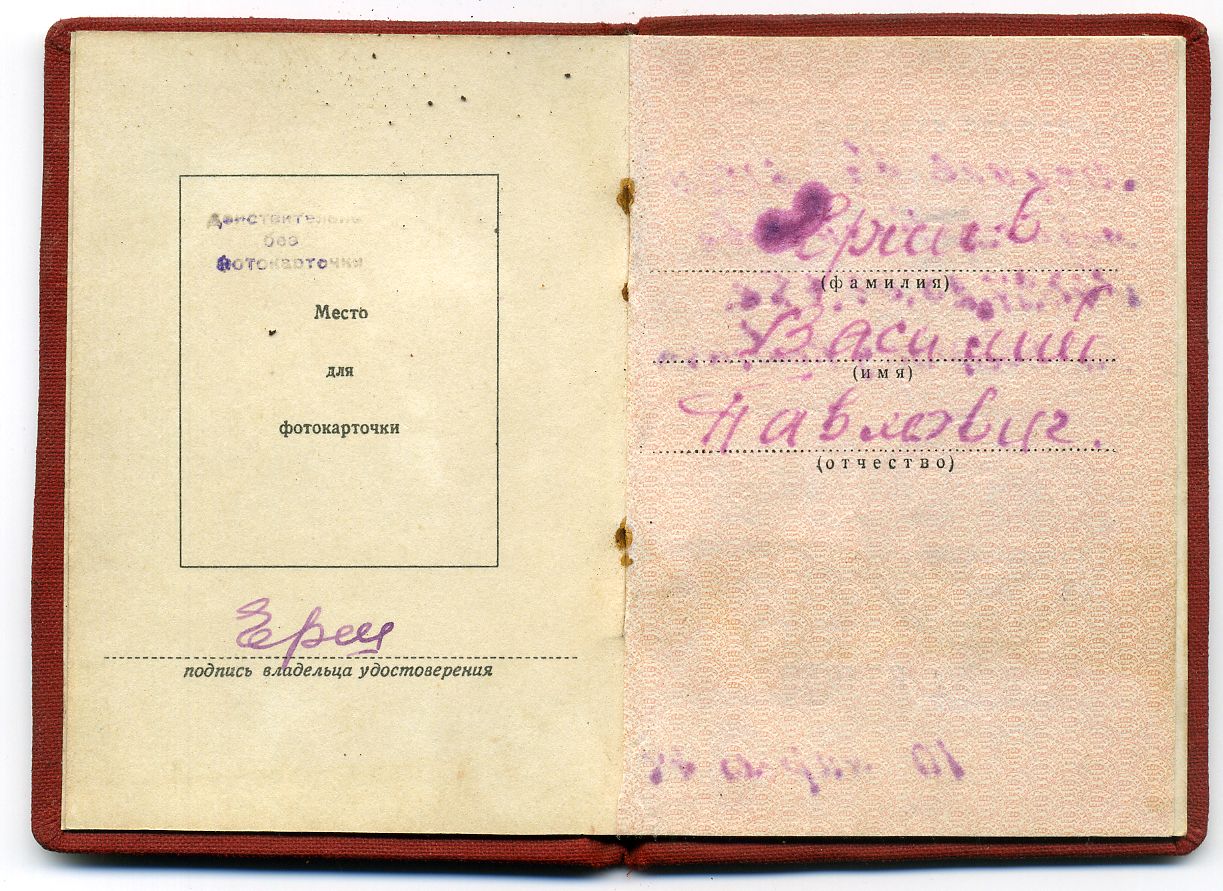 Действительно
без
фотокарточки
Место
для
фотокарточки
подпись владельца удостоверения
(фамилия)
Василий
(имя)
Павлович.
(отчество)